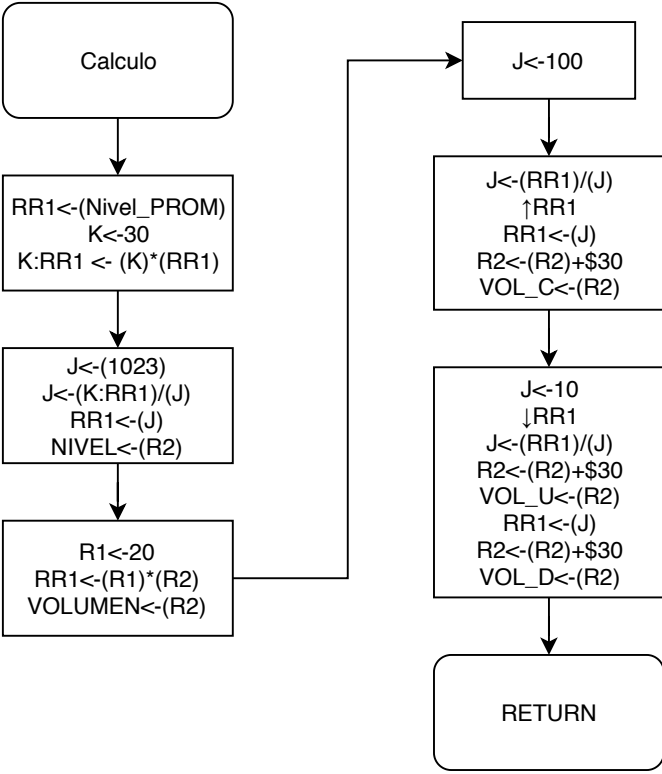 Calculo
RR1<-(Nivel_PROM)
K<-30
K:RR1 <- (K)*(RR1)
J<-(1023)
J<-(K:RR1)/(J)
RR1<-(J)
NIVEL<-(R2)
R1<-20
RR1<-(R1)*(R2)
VOLUMEN<-(R2)
J<-100
J<-(RR1)/(J)
↑RR1
RR1<-(J)
R2<-(R2)+$30
VOL_C<-(R2)
J<-10
↓RR1
J<-(RR1)/(J)
R2<-(R2)+$30
VOL_U<-(R2)
RR1<-(J)
R2<-(R2)+$30
VOL_D<-(R2)
RETURN